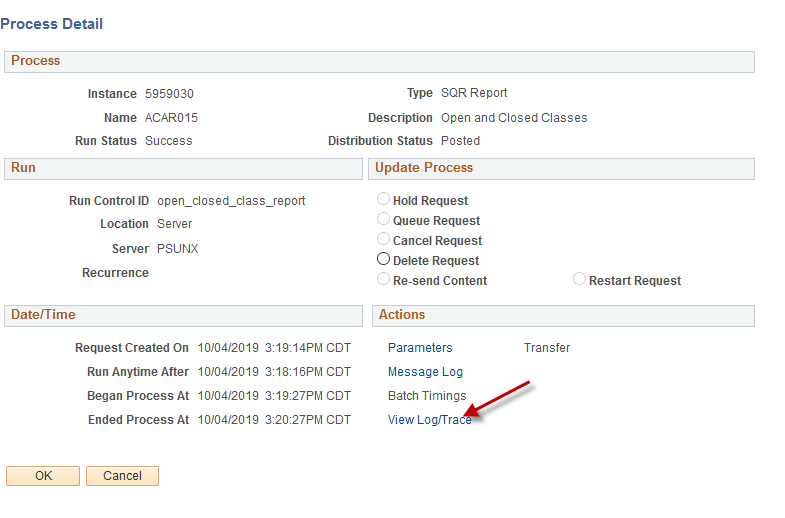 Process Detail
Process
Instance 5959030 Type SQR Report
Name ACAR015 Description Open and Closed Classes
Run Status Success Distribution Status Posted
Run Update Process
Run Control ID open_closed_class_report Hold Request
Location Server Queue Request
Server PSUNX Cancel Request
Recurrence Delete Request
Re-send Content Restart Request
Date/Time Actions
Request Created On 10/04/2019 3:19:14PM CDT Parameters Transfer
Run Anytime After 10/04/2019 3:18:16PM CDT Message Log
Began Process At 10/04/2019 3:19:27PM CDT Batch Timings
Ended Process At 10/04/2019 3:20:27PM CDT View Log/Trace
OK Cancel